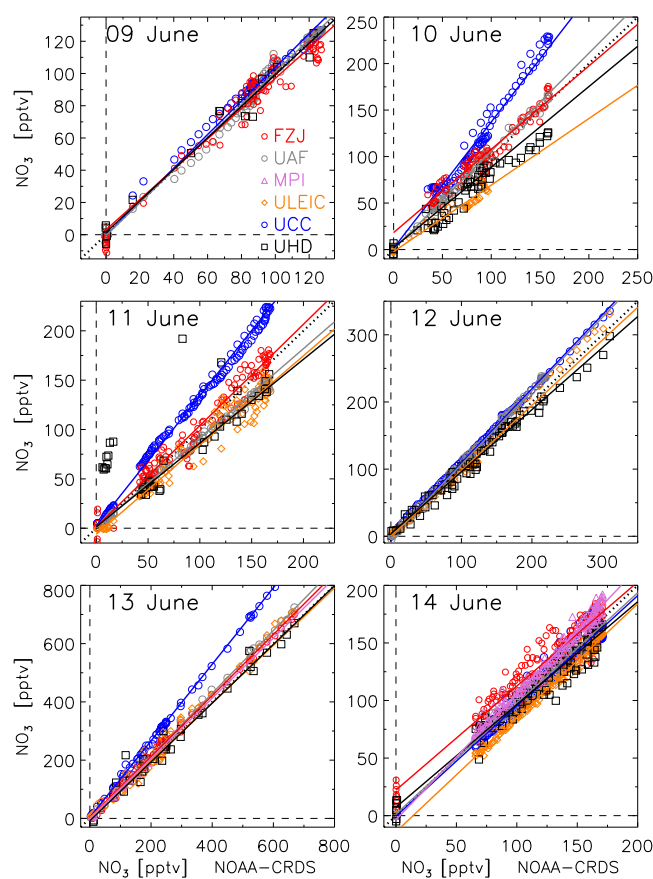 09 June
120
100
80
60
40
20
0
NO3 [pptv]
FZJ
UAF
MPI
ULEIC
UCC
UHD
0 20 40 60 80 100 120
10 June
250
200
150
100
50
0
0 50 100 150 200 250
11 June
200
150
100
50
0
NO3 [pptv]
0 50 100 150 200
12 June
300
200
100
0
0 50 100 150 200 250 300
13 June
800
600
400
200
0
NO3 [pptv]
0 200 400 600 800
NO3 [pptv] NOAA-CRDS
14 June
200
150
100
50
0
0 50 100 150 200
NO3 [pptv] NOAA-CRDS